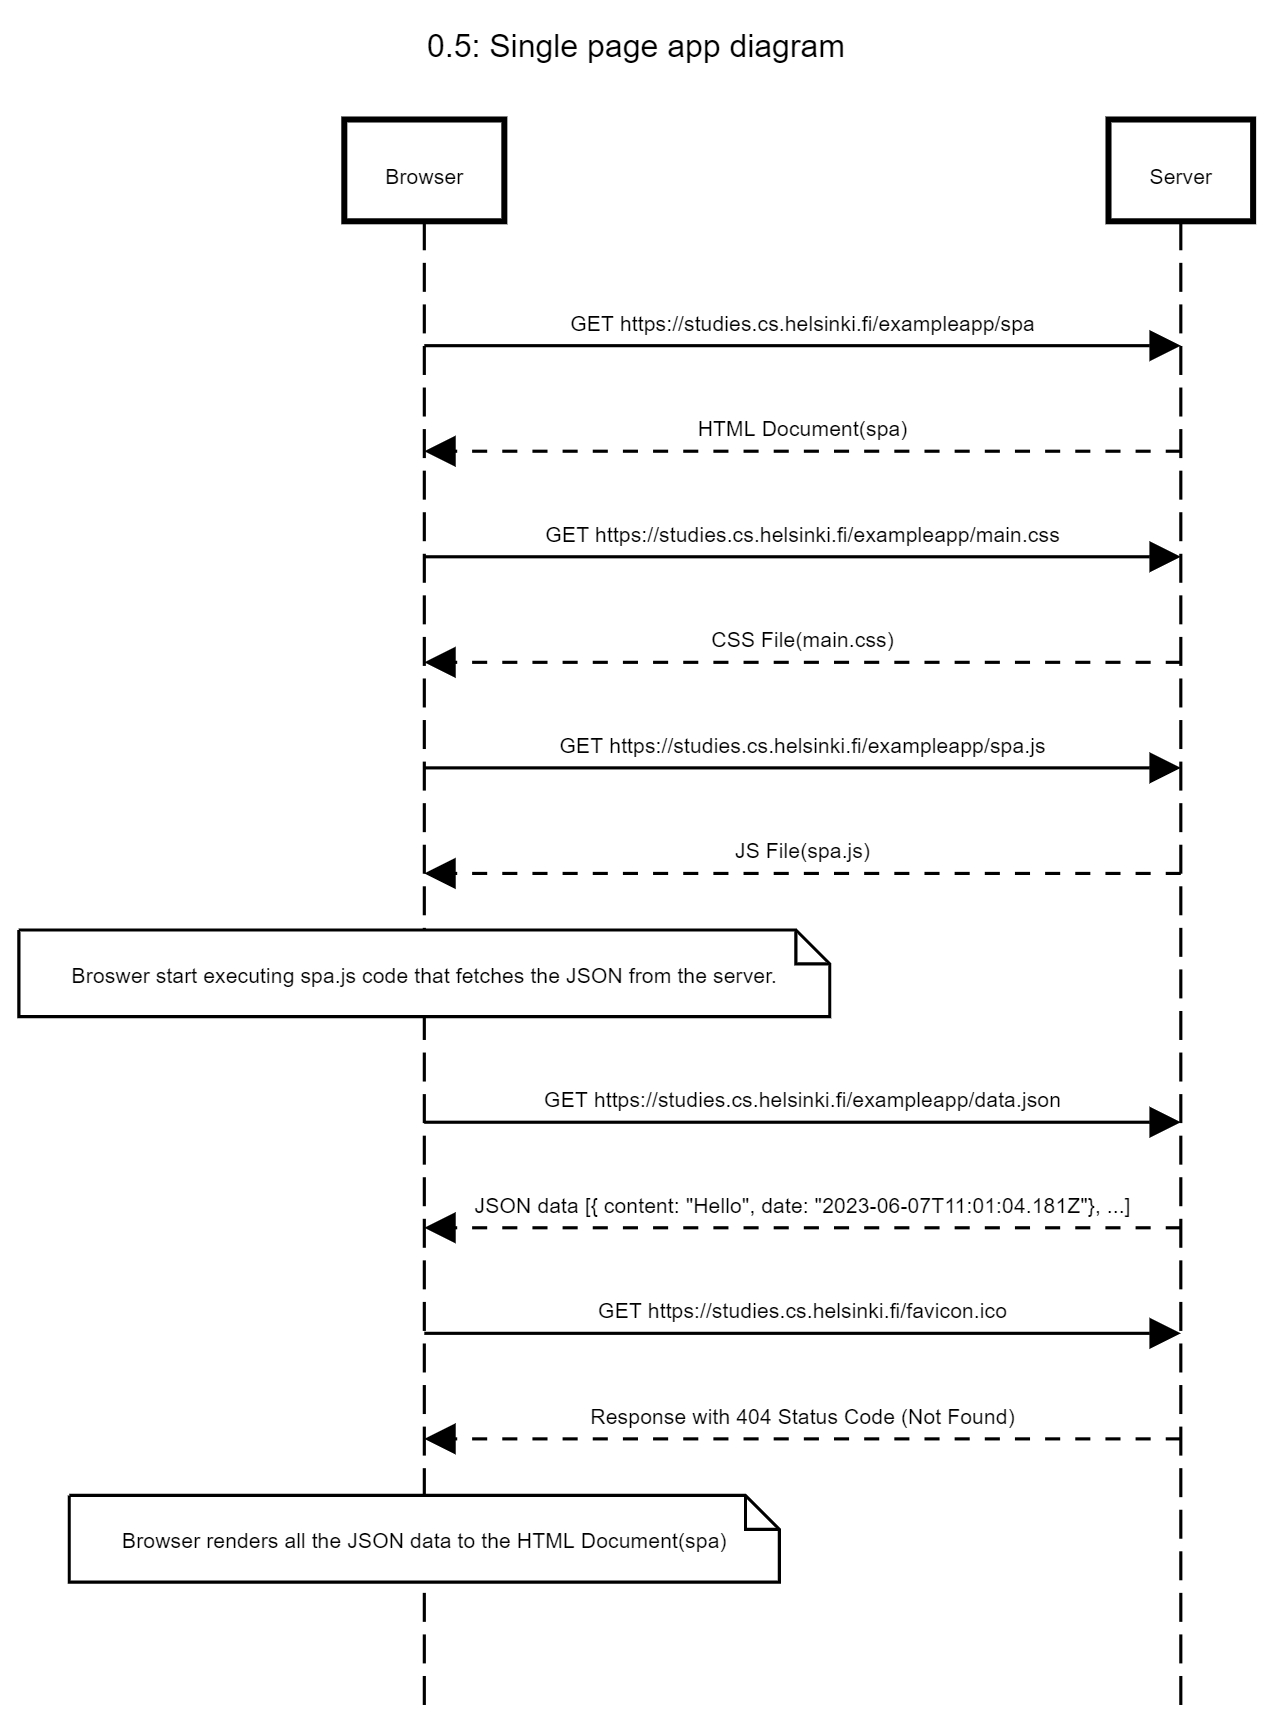 0.5: Single page app diagram
Browser
Server
GET https://studies.cs.helsinki.fi/exampleapp/spa
HTML Document(spa)
GET https://studies.cs.helsinki.fi/exampleapp/main.css
CSS File(main.css)
GET https://studies.cs.helsinki.fi/exampleapp/spa.js
JS File(spa.js)
Broswer start executing spa.js code that fetches the JSON from the server.
GET https://studies.cs.helsinki.fi/exampleapp/data.json
JSON data [{ content: "Hello", date: "2023-06-07T11:01:04.181Z"}, ...]
GET https://studies.cs.helsinki.fi/favicon.ico
Response with 404 Status Code (Not Found)
Browser renders all the JSON data to the HTML Document(spa)